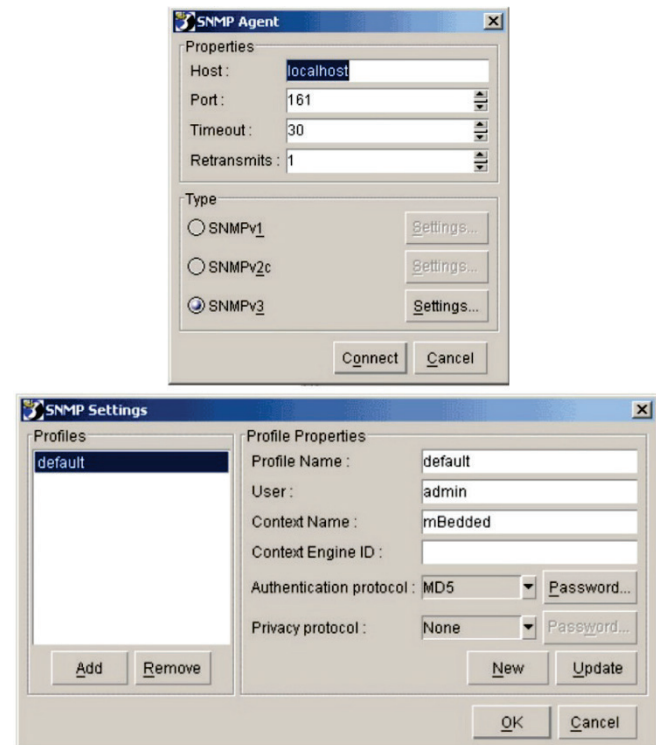 SNMP Agent
Properties
Host : localhost
Port : 161
Timeout : 30
Retransmits : 1
Type
SNMPv1 Settings...
SNMPv2c Settings...
SNMPv3 Settings...
Connect Cancel
SNMP Settings
Profiles
default
Add Remove
Profile Properties
Profile Name : default
User : admin
Context Name : mBedded
Context Engine ID :
Authentication protocol : MD5 Password...
Privacy protocol : None Password...
New Update
OK Cancel